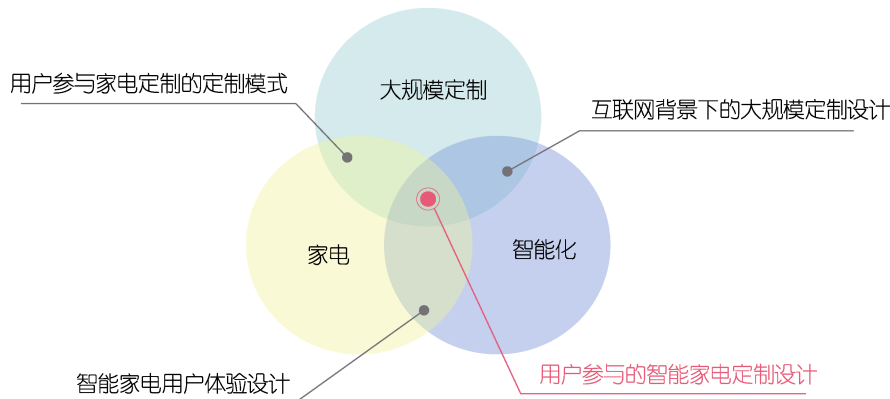 用户参与家电定制的定制模式
大规模定制
互联网背景下的大规模定制设计
家电
智能化
智能家电用户体验设计
用户参与的智能家电定制设计